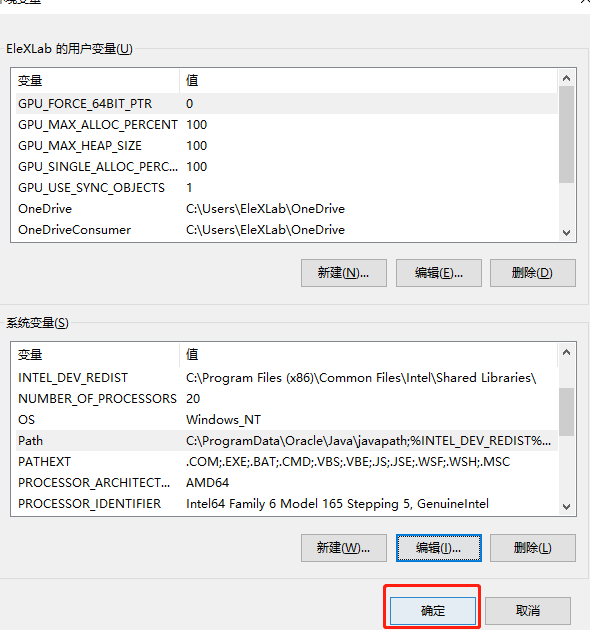 环境变量
EleXLab 的用户变量(U)
变量 值
GPU_FORCE_64BIT_PTR 0
GPU_MAX_ALLOC_PERCENT 100
GPU_MAX_HEAP_SIZE 100
GPU_SINGLE_ALLOC_PERC... 100
GPU_USE_SYNC_OBJECTS 1
OneDrive C:\Users\EleXLab\OneDrive
OneDriveConsumer C:\Users\EleXLab\OneDrive
新建(N)... 编辑(E)... 删除(D)
系统变量(S)
变量 值
INTEL_DEV_REDIST C:\Program Files (x86)\Common Files\Intel\Shared Libraries\
NUMBER_OF_PROCESSORS 20
OS Windows_NT
Path C:\ProgramData\Oracle\Java\javapath;%INTEL_DEV_REDIST%...
PATHEXT .COM;.EXE;.BAT;.CMD;.VBS;.VBE;.JS;.JSE;.WSF;.WSH;.MSC
PROCESSOR_ARCHITECT... AMD64
PROCESSOR_IDENTIFIER Intel64 Family 6 Model 165 Stepping 5, GenuineIntel
新建(W)... 编辑(I)... 删除(L)
确定 取消